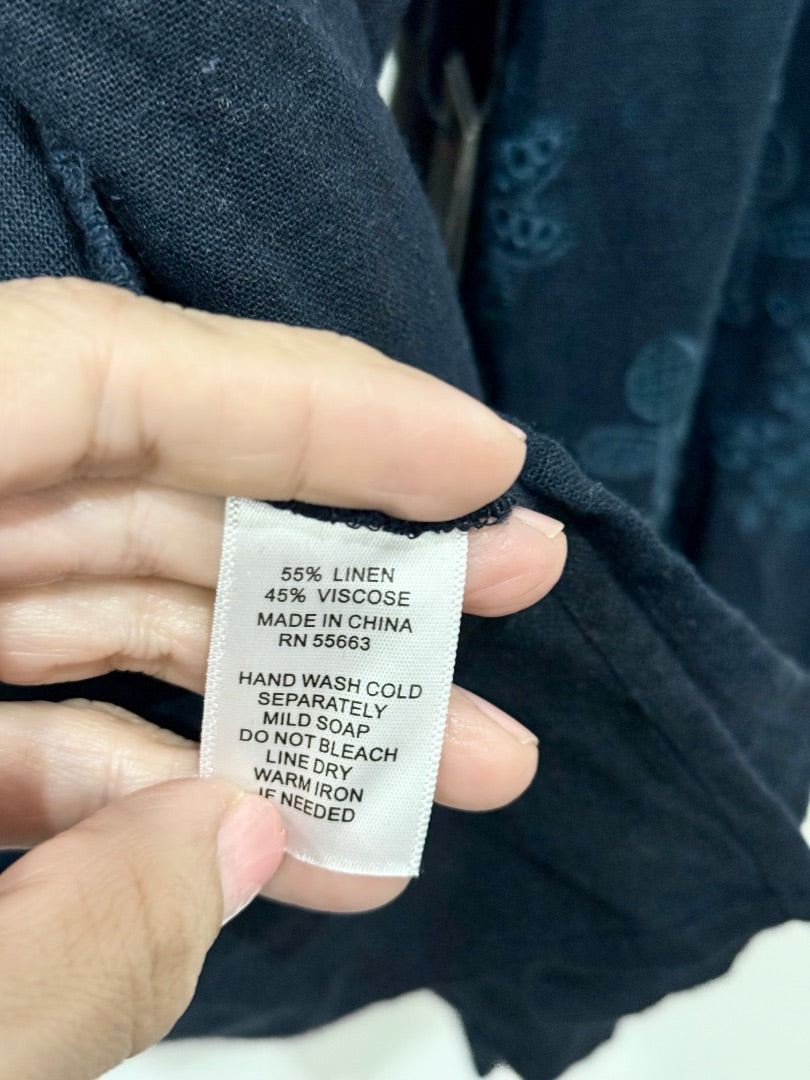 55% LINEN
45% VISCOSE
MADE IN CHINA
RN 55663
HAND WASH COLD
SEPARATELY
MILD SOAP
DO NOT BLEACH
LINE DRY
WARM IRON
IF NEEDED